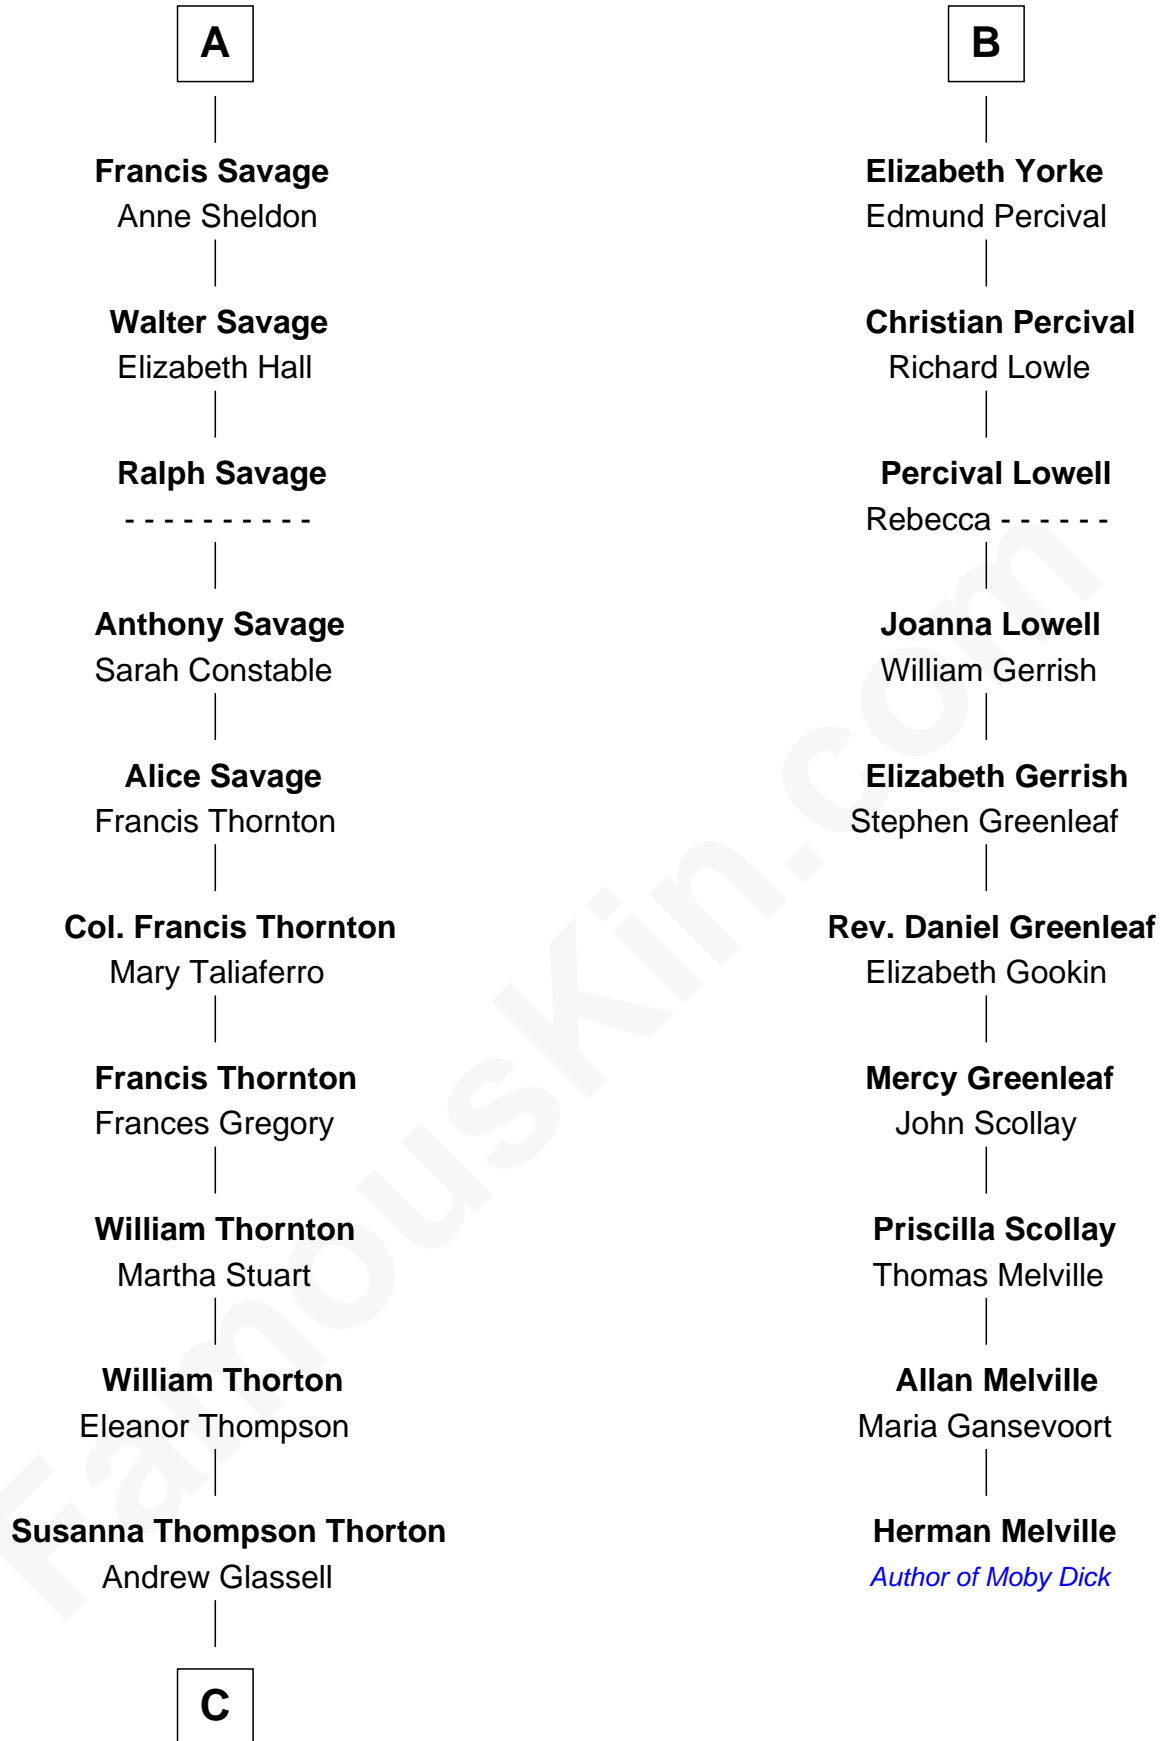 A
Francis Savage
Anne Sheldon
Walter Savage
Elizabeth Hall
Ralph Savage
- - - - - - - - - -
Anthony Savage
Sarah Constable
Alice Savage
Francis Thornton
Col. Francis Thornton
Mary Taliaferro
Francis Thornton
Frances Gregory
William Thornton
Martha Stuart
William Thorton
Eleanor Thompson
Susanna Thompson Thorton
Andrew Glassell
C
B
Elizabeth Yorke
Edmund Percival
Christian Percival
Richard Lowle
Percival Lowell
Rebecca - - - - - -
Joanna Lowell
William Gerrish
Elizabeth Gerrish
Stephen Greenleaf
Rev. Daniel Greenleaf
Elizabeth Gookin
Mercy Greenleaf
John Scollay
Priscilla Scollay
Thomas Melville
Allan Melville
Maria Gansevoort
Herman Melville
Author of Moby Dick
FamousKin.com